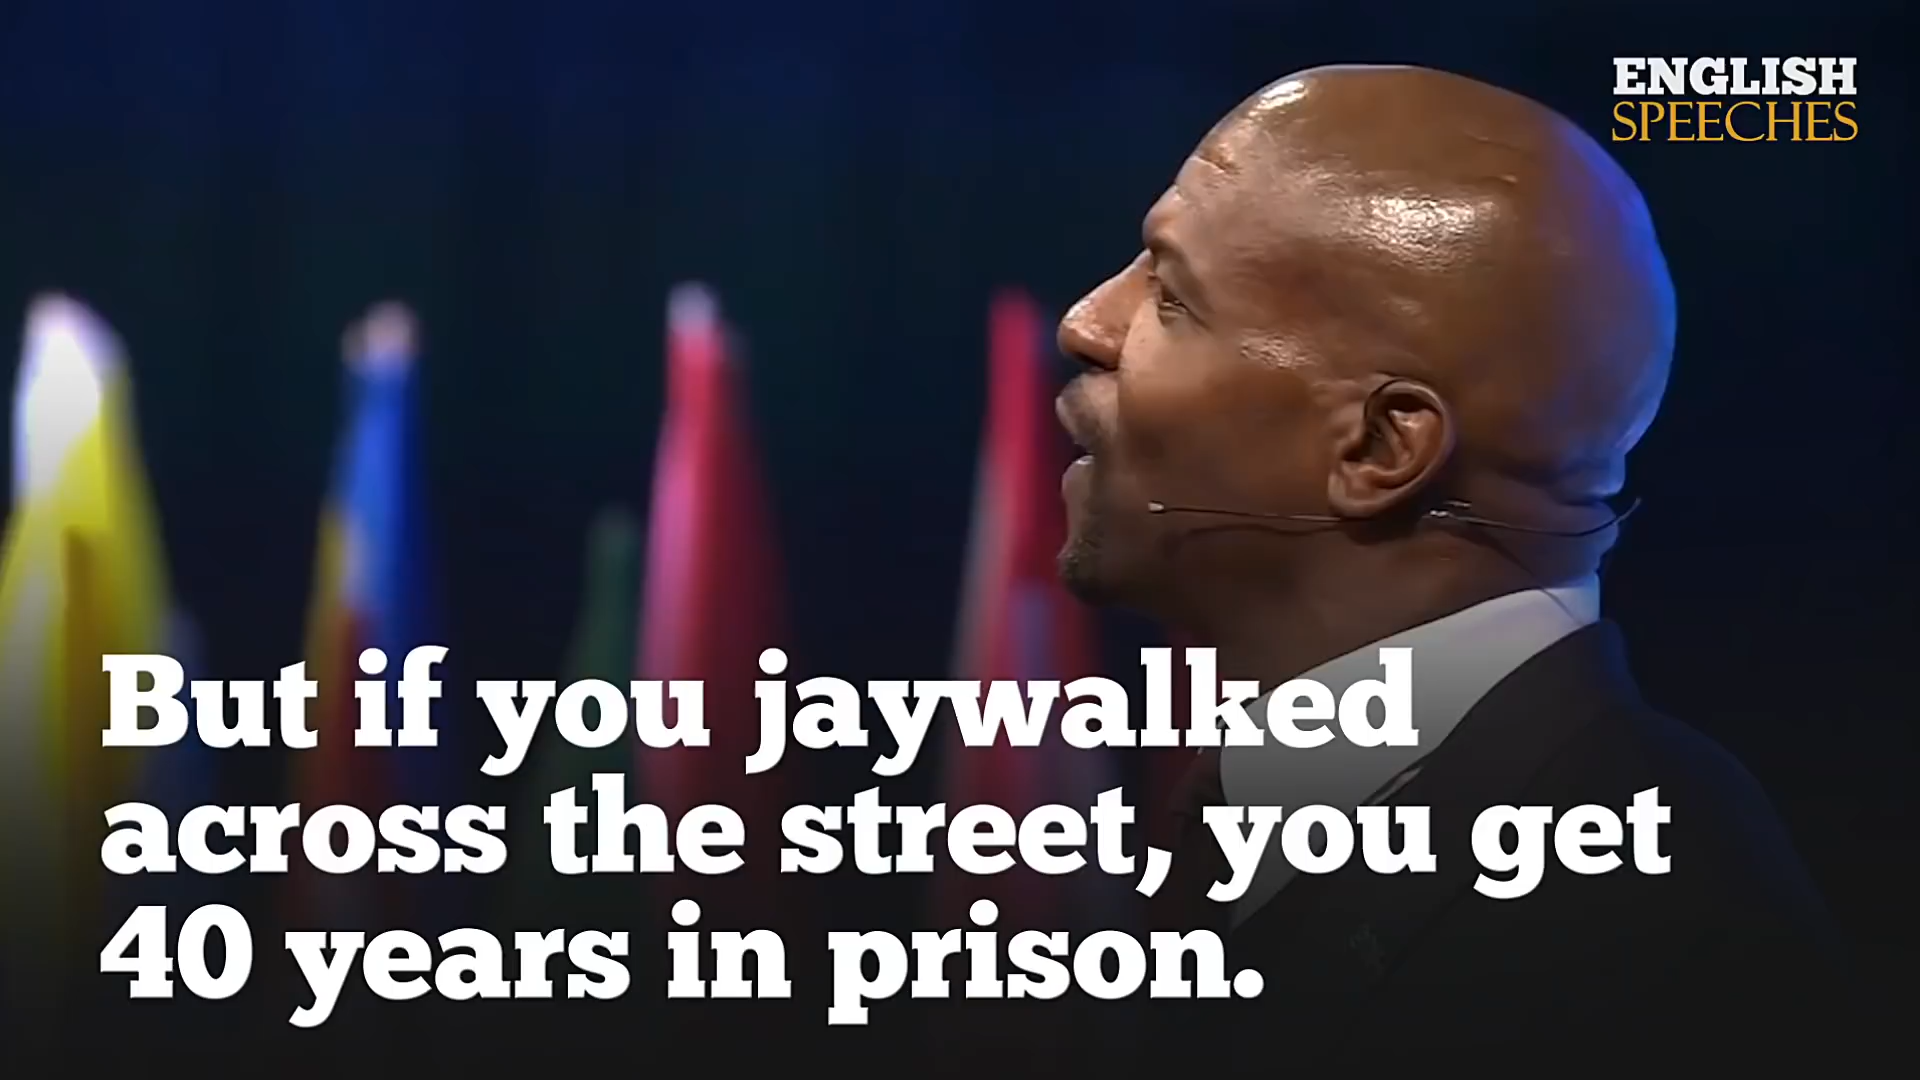 ENGLISH
SPEECHES
But if you jaywalked
across the street, you get
40 years in prison.